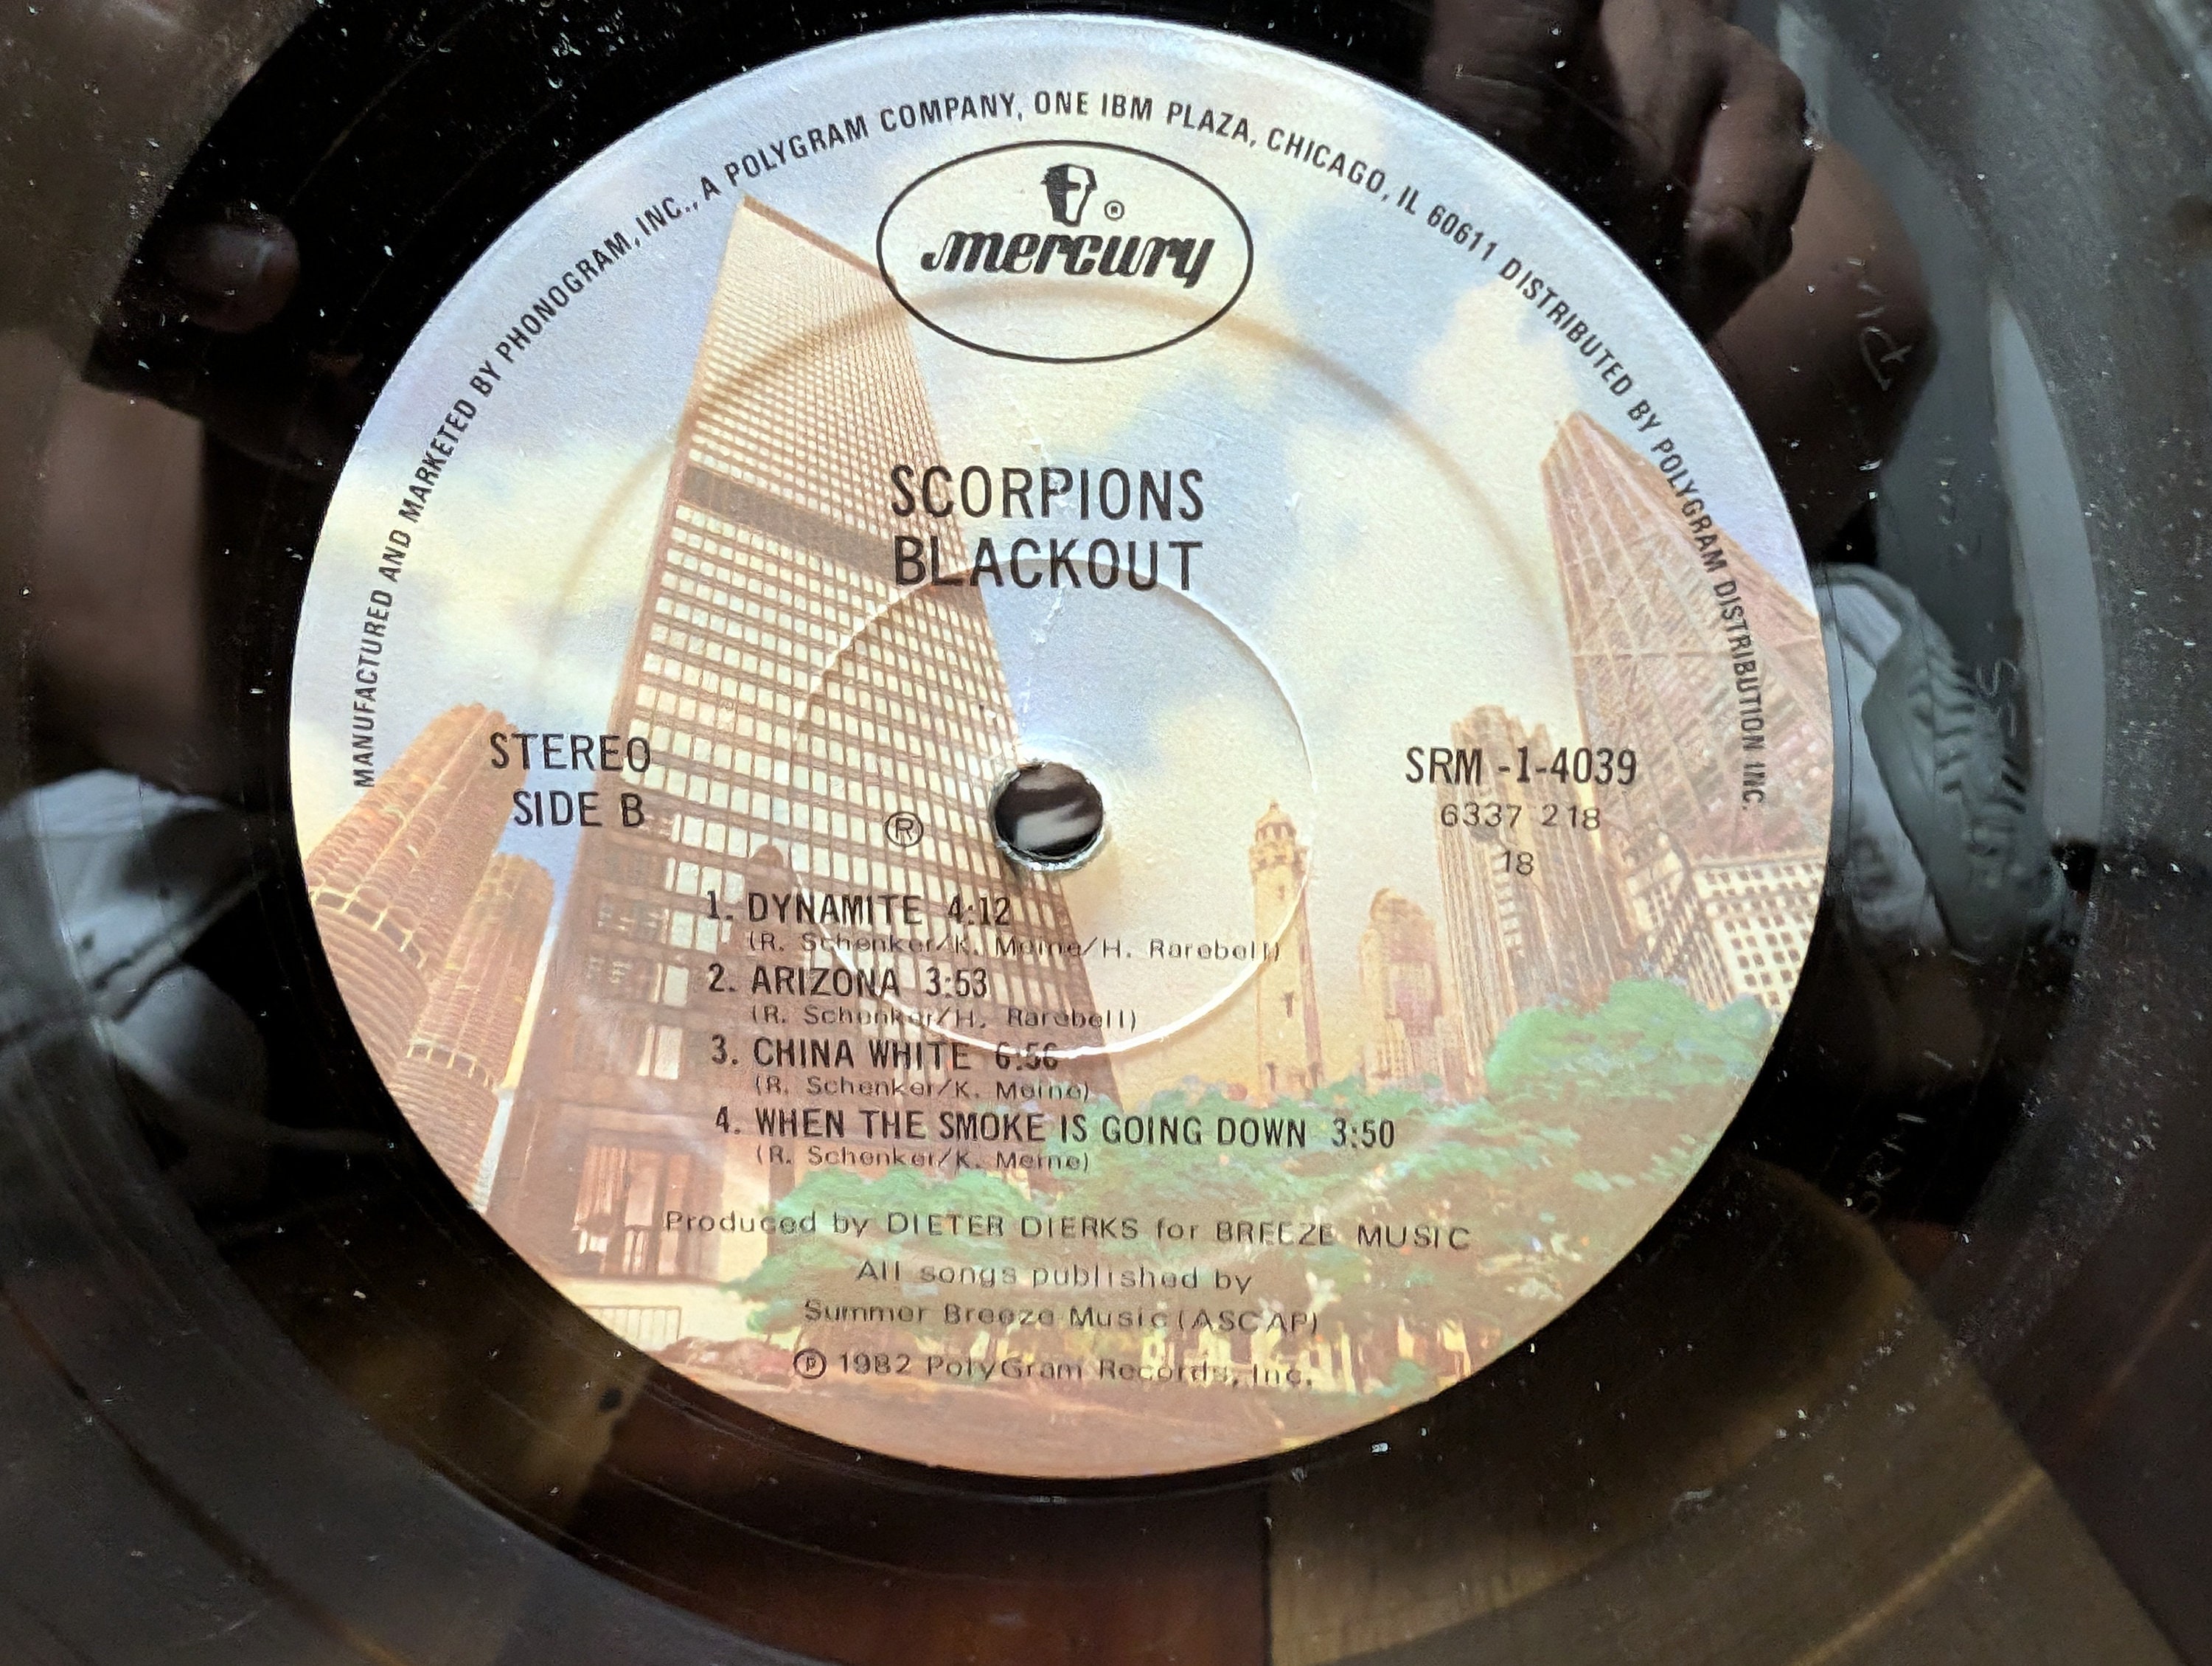 MANUFACTURED AND MARKETED BY PHONOGRAM, INC., A POLYGRAM COMPANY, ONE IBM PLAZA, CHICAGO, IL 60611 DISTRIBUTED BY POLYGRAM DISTRIBUTION INC.
mercury ®
SCORPIONS
BLACKOUT
STEREO
SIDE B
SRM -1-4039
6337 218
18
®
1. DYNAMITE 4:12
(R. Schenker/K. Meine/H. Rarebell)
2. ARIZONA 3:53
(R. Schenker/H. Rarebell)
3. CHINA WHITE 6:56
(R. Schenker/K. Meine)
4. WHEN THE SMOKE IS GOING DOWN 3:50
(R. Schenker/K. Meine)
Produced by DIETER DIERKS for BREEZE MUSIC
All songs published by
Summer Breeze Music (ASCAP)
℗ 1982 PolyGram Records, Inc.